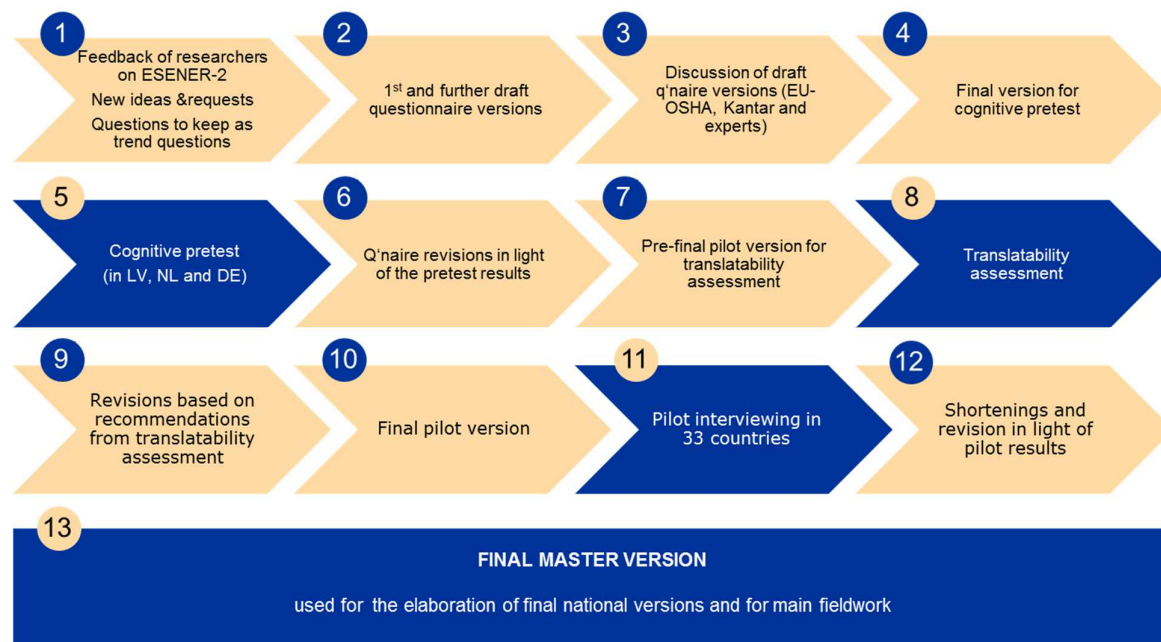 1
Feedback of researchers
on ESENER-2
New ideas &requests
Questions to keep as
trend questions
2
1st and further draft
questionnaire versions
3
Discussion of draft
q'naire versions (EU-
OSHA, Kantar and
experts)
4
Final version for
cognitive pretest
5
Cognitive pretest
(in LV, NL and DE)
6
Q'naire revisions in light
of the pretest results
7
Pre-final pilot version for
translatability
assessment
8
Translatability
assessment
9
Revisions based on
recommendations
from translatability
assessment
10
Final pilot version
11
Pilot interviewing in
33 countries
12
Shortenings and
revision in light of
pilot results
13
FINAL MASTER VERSION
used for the elaboration of final national versions and for main fieldwork